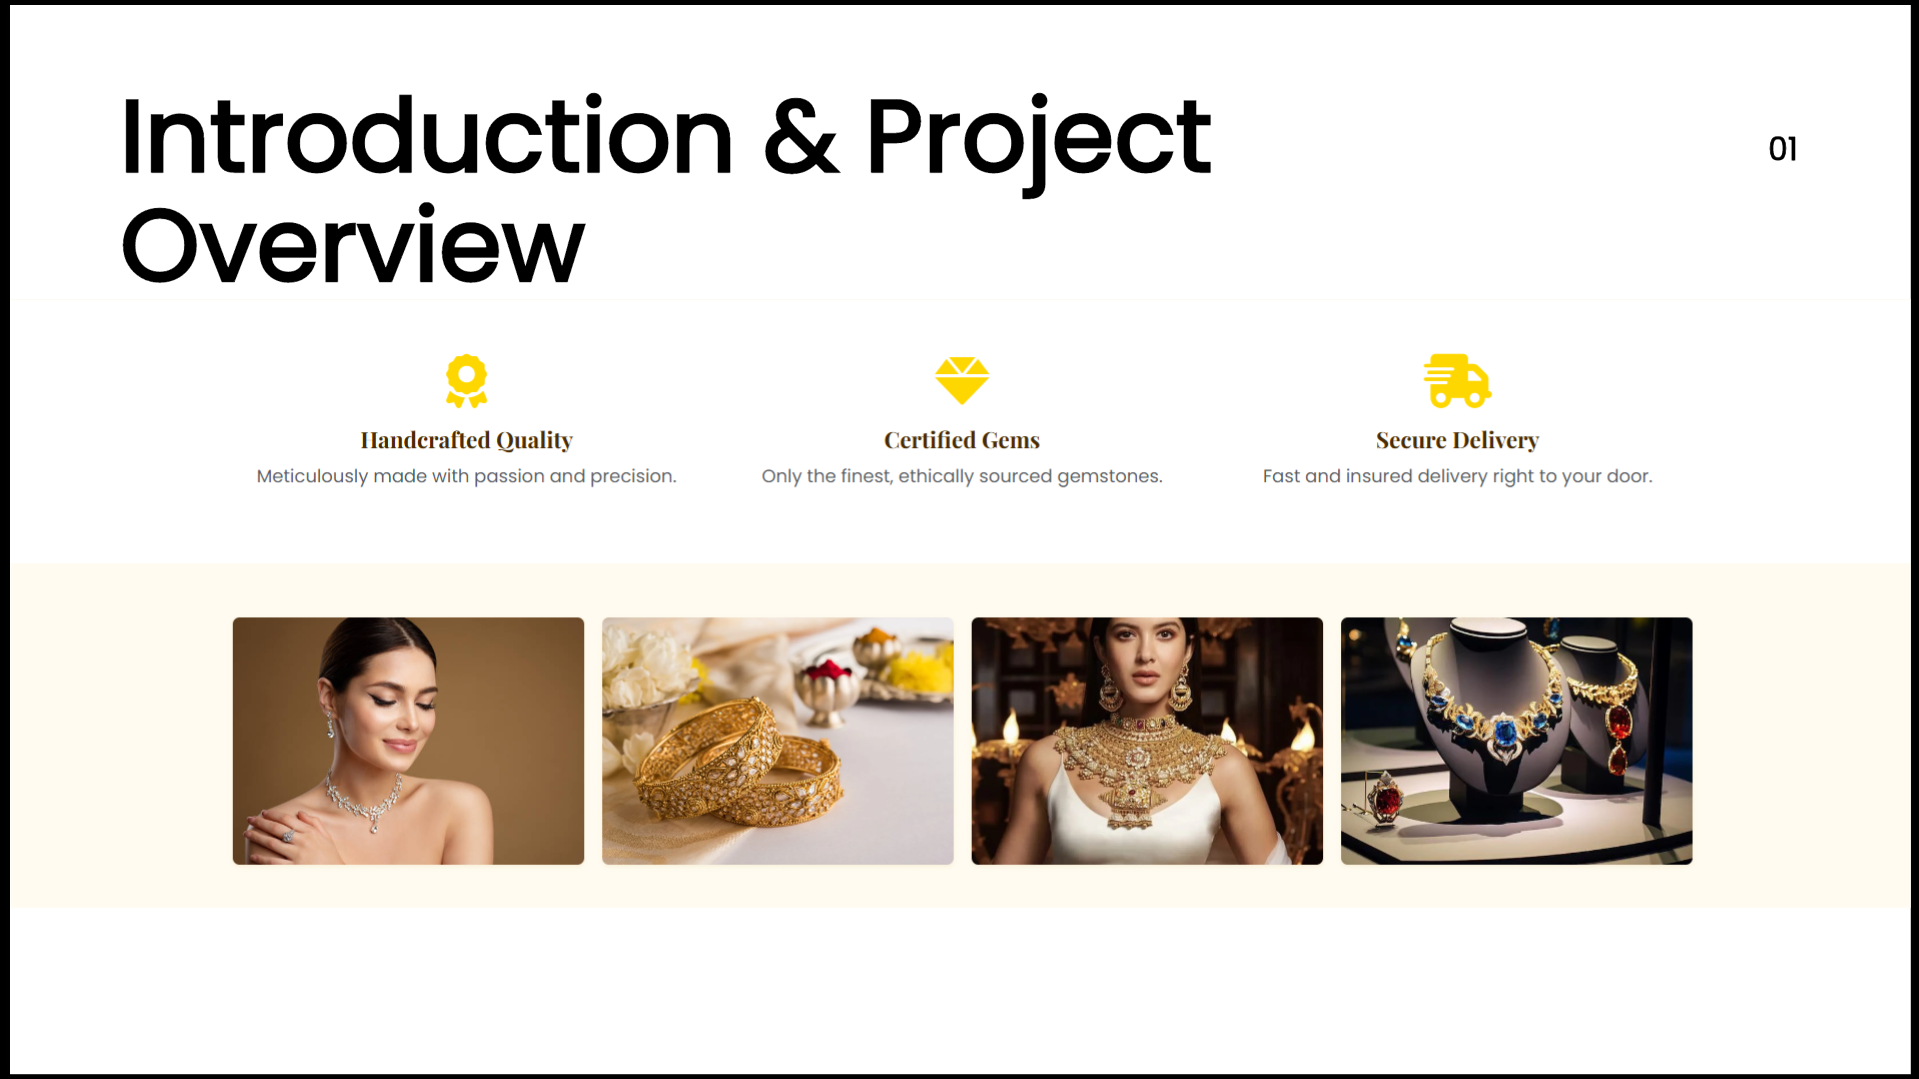 Introduction & Project
Overview
01
Handcrafted Quality
Meticulously made with passion and precision.
Certified Gems
Only the finest, ethically sourced gemstones.
Secure Delivery
Fast and insured delivery right to your door.